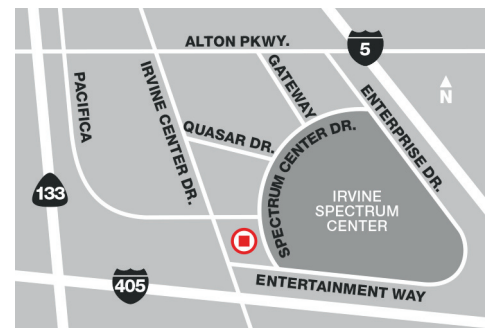 ALTON PKWY.
5
PACIFICA
IRVINE CENTER DR.
GATEWAY
ENTERPRISE DR.
N
QUASAR DR.
SPECTRUM CENTER DR.
133
IRVINE
SPECTRUM
CENTER
405
ENTERTAINMENT WAY